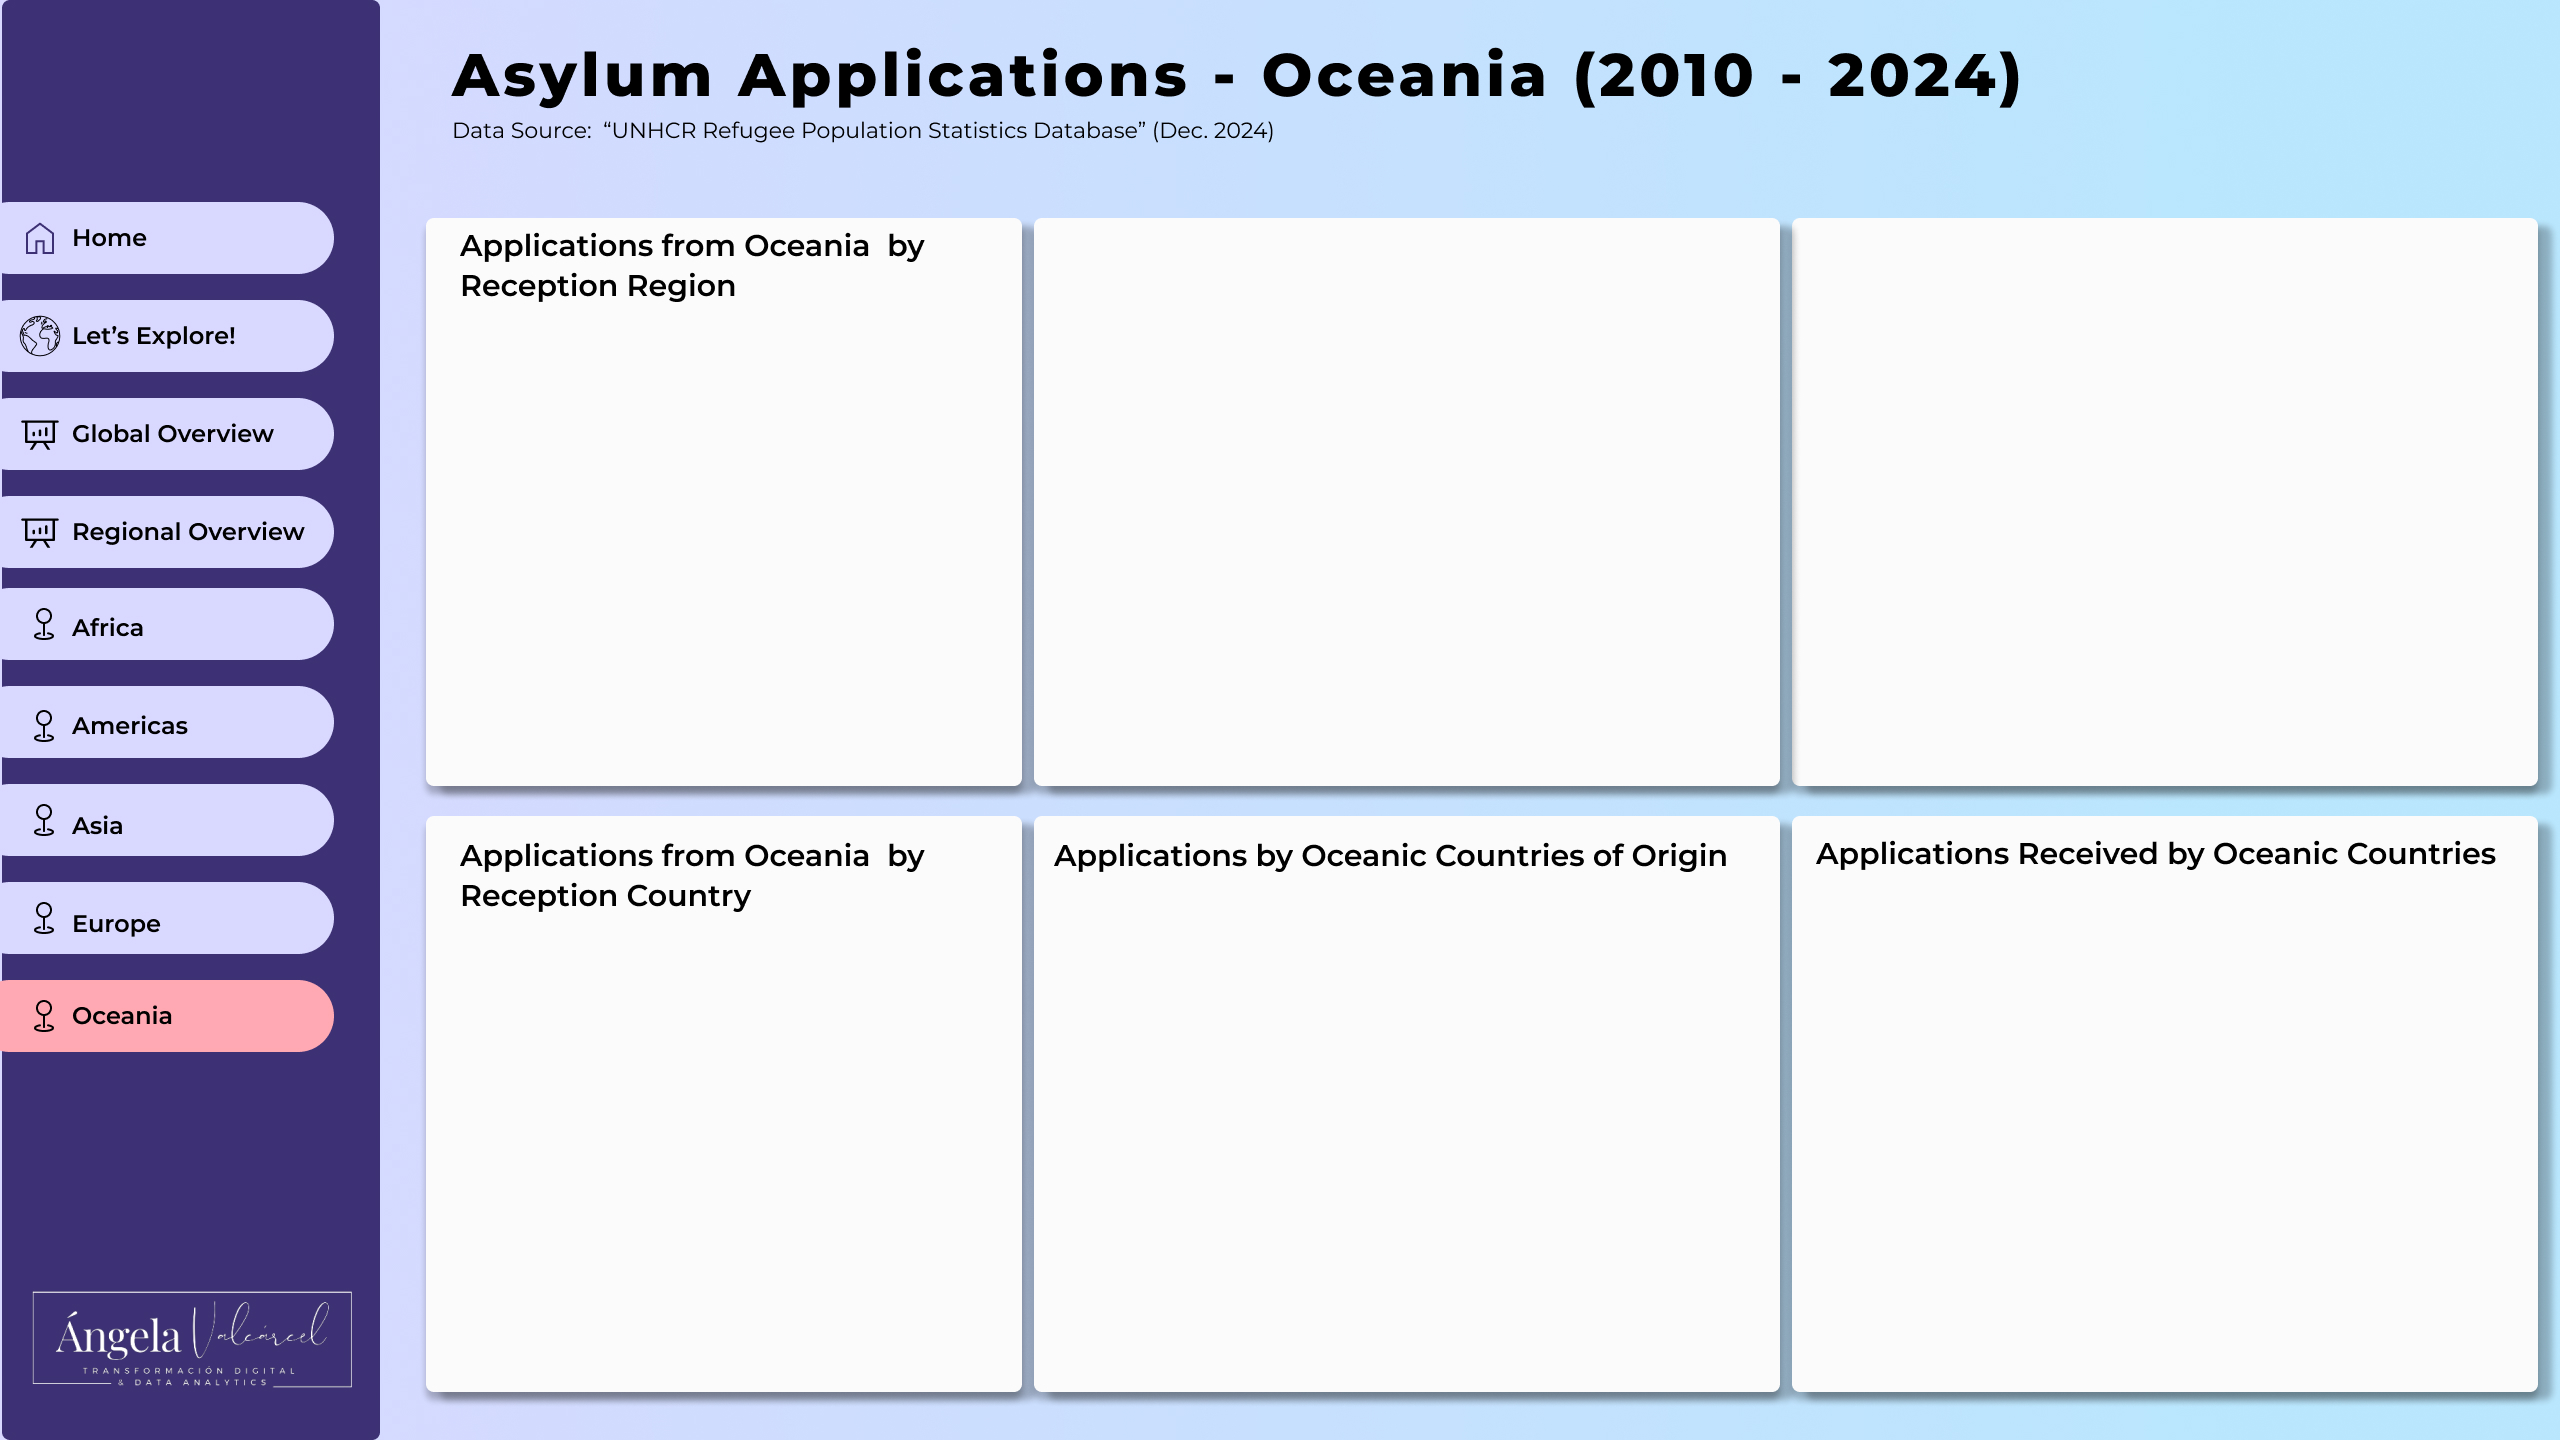 Asylum Applications - Oceania (2010 - 2024)
Data Source: “UNHCR Refugee Population Statistics Database” (Dec. 2024)
Home
Let’s Explore!
Global Overview
Regional Overview
Africa
Americas
Asia
Europe
Oceania
Ángela Valcárcel
TRANSFORMACIÓN DIGITAL
& DATA ANALYTICS
Applications from Oceania by
Reception Region
Applications from Oceania by
Reception Country
Applications by Oceanic Countries of Origin
Applications Received by Oceanic Countries